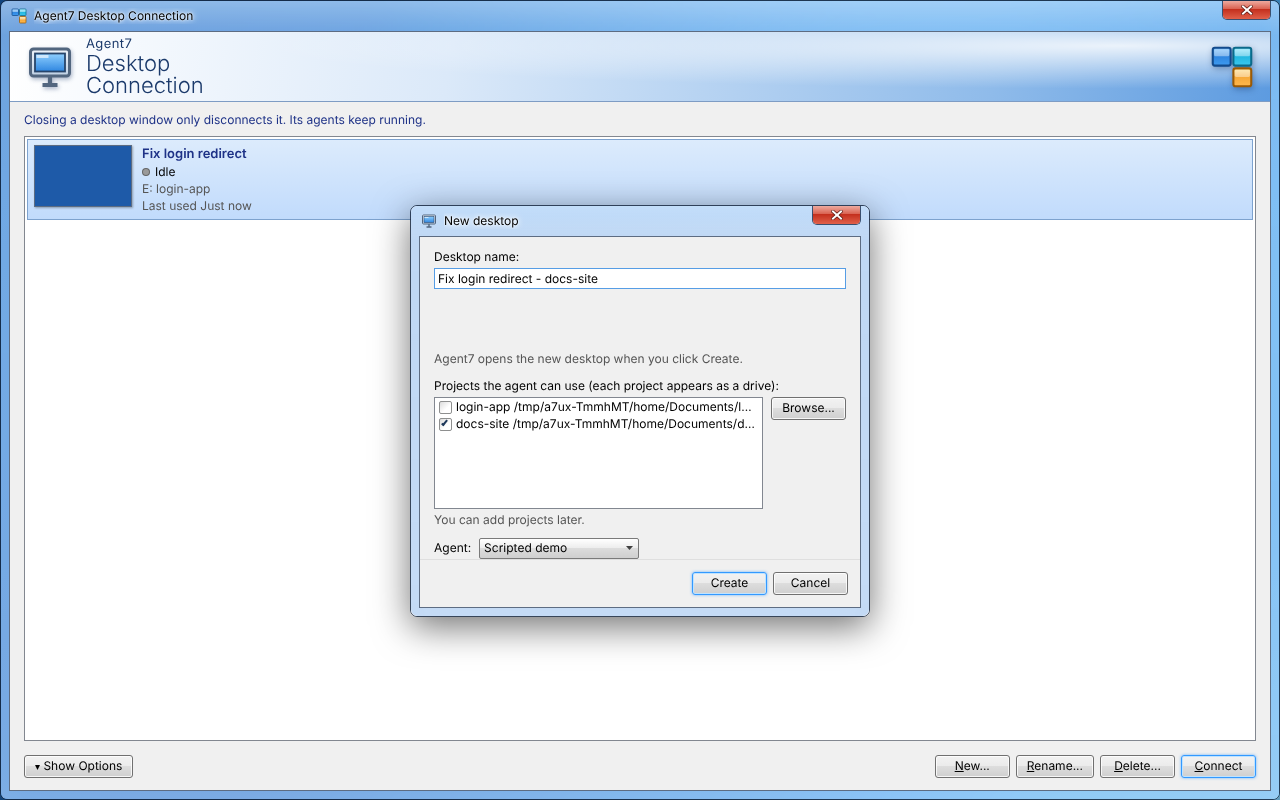 Agent7 Desktop Connection
Agent7
Desktop
Connection
Closing a desktop window only disconnects it. Its agents keep running.
Fix login redirect
Idle
E: login-app
Last used Just now
New desktop
Desktop name:
Fix login redirect - docs-site
Agent7 opens the new desktop when you click Create.
Projects the agent can use (each project appears as a drive):
login-app /tmp/a7ux-TmmhMT/home/Documents/l...
Browse...
docs-site /tmp/a7ux-TmmhMT/home/Documents/d...
You can add projects later.
Agent: Scripted demo
Create Cancel
Show Options New... Rename... Delete... Connect